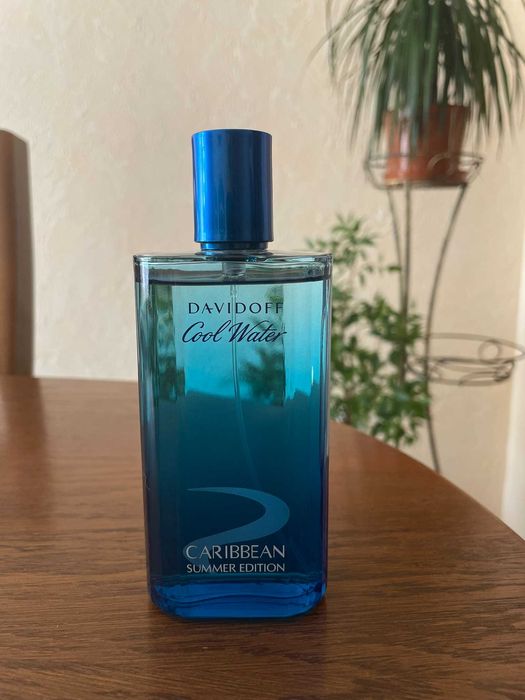 DAVIDOFF
Cool Water
CARIBBEAN
SUMMER EDITION